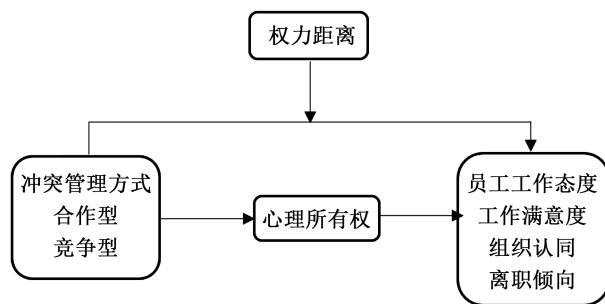 权力距离
冲突管理方式
合作型
竞争型
心理所有权
员工工作态度
工作满意度
组织认同
离职倾向